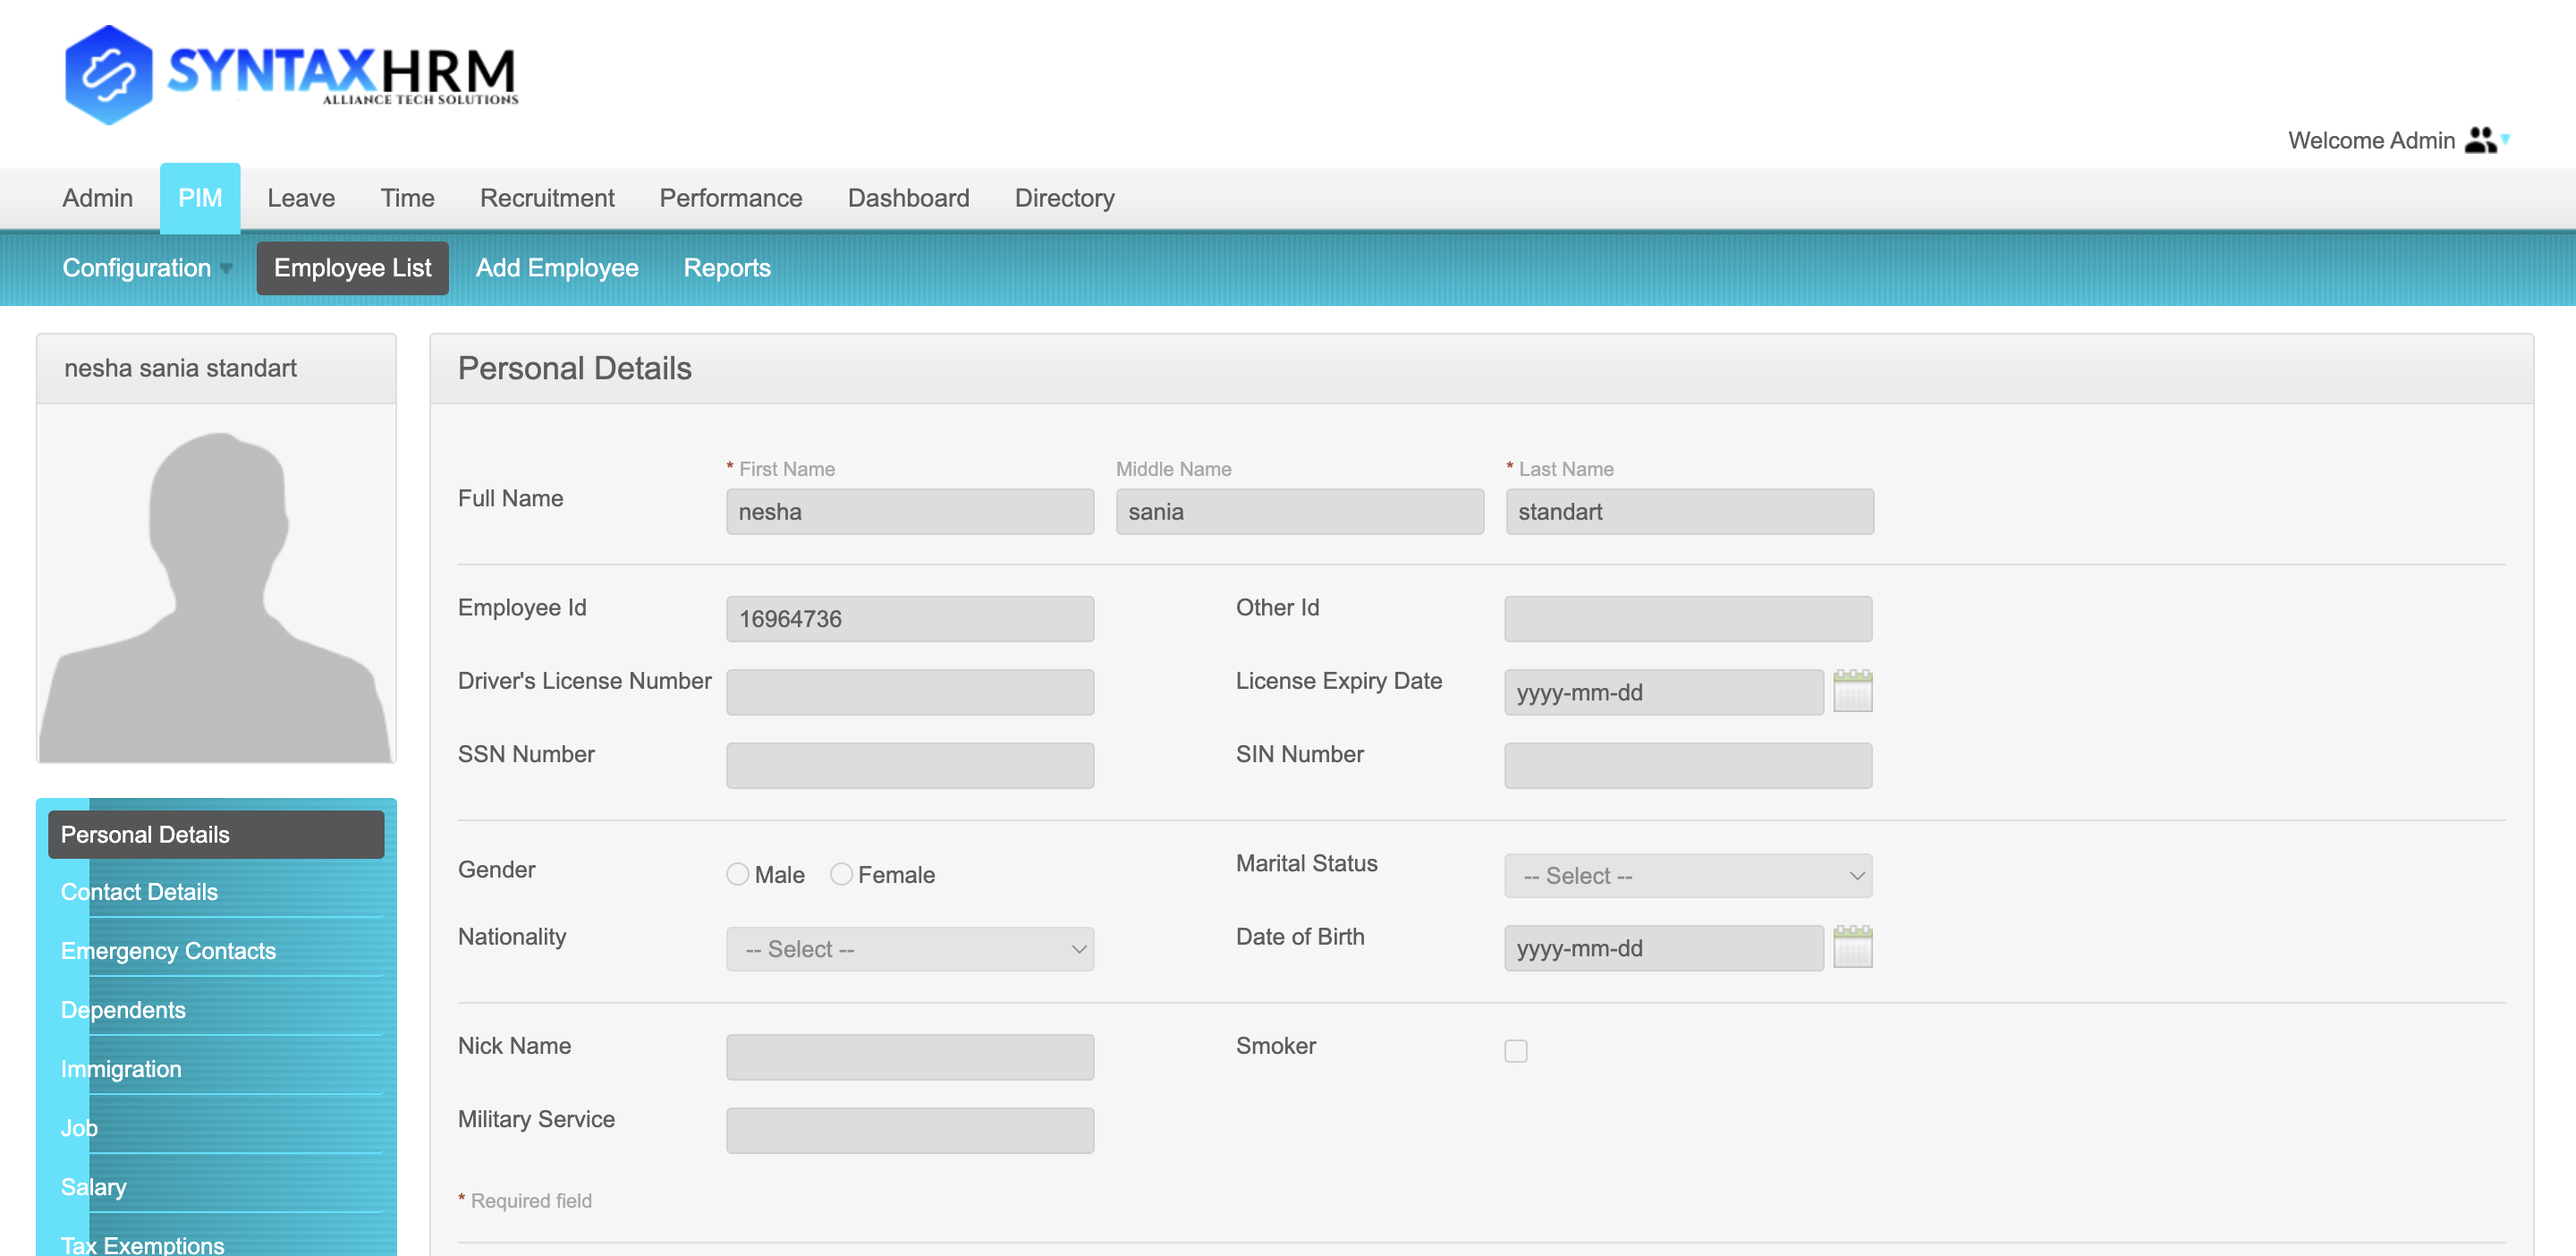 SYNTAXHRM
ALLIANCE TECH SOLUTIONS
Welcome Admin
Admin PIM Leave Time Recruitment Performance Dashboard Directory
Configuration Employee List Add Employee Reports
nesha sania standart
Personal Details
Contact Details
Emergency Contacts
Dependents
Immigration
Job
Salary
Tax Exemptions
Personal Details
* First Name Middle Name * Last Name
Full Name nesha sania standart
Employee Id 16964736 Other Id
Driver's License Number License Expiry Date yyyy-mm-dd
SSN Number SIN Number
Gender Male Female Marital Status -- Select --
Nationality -- Select -- Date of Birth yyyy-mm-dd
Nick Name Smoker
Military Service
* Required field